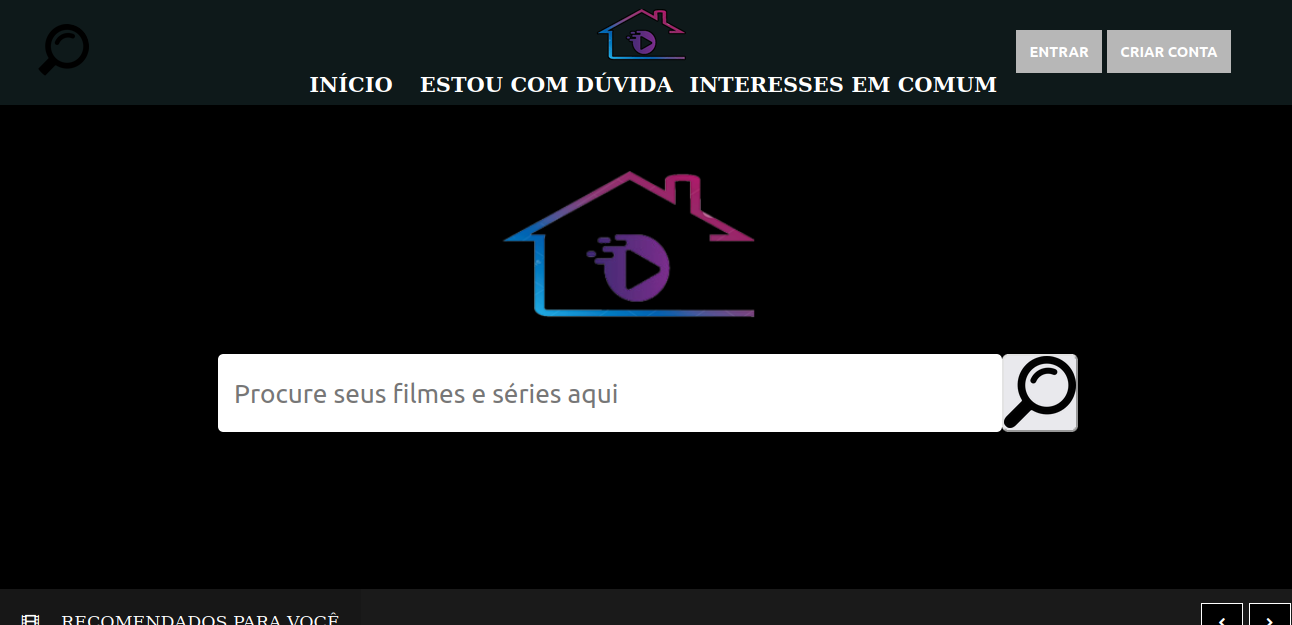 ENTRAR
CRIAR CONTA
INÍCIO
ESTOU COM DÚVIDA
INTERESSES EM COMUM
Procure seus filmes e séries aqui
RECOMENDADOS PARA VOCÊ